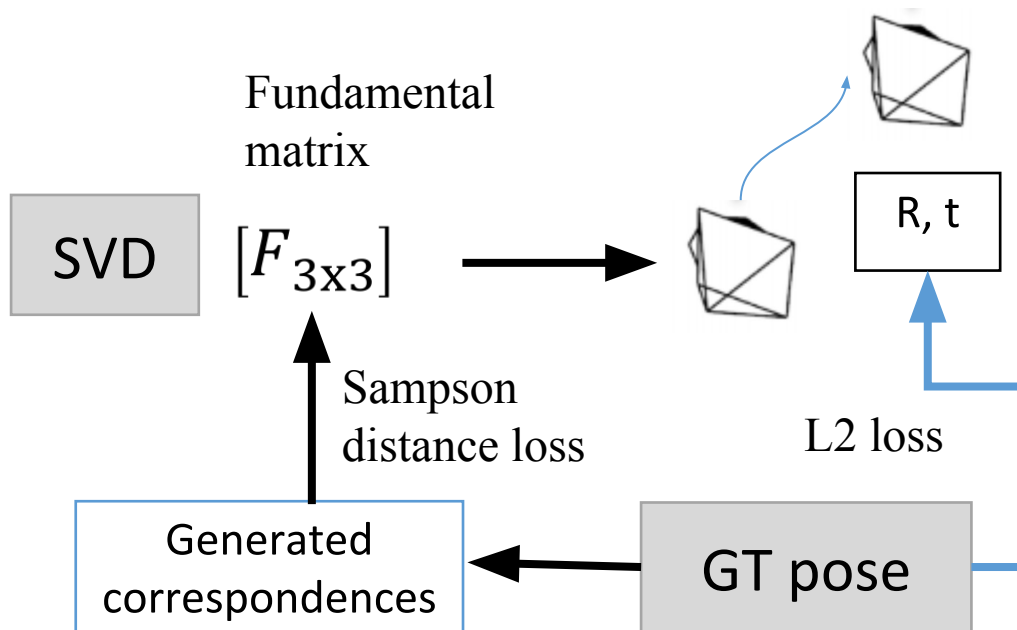 Fundamental
matrix
R, t
SVD
[F3x3]
Sampson
distance loss
L2 loss
Generated
correspondences
GT pose